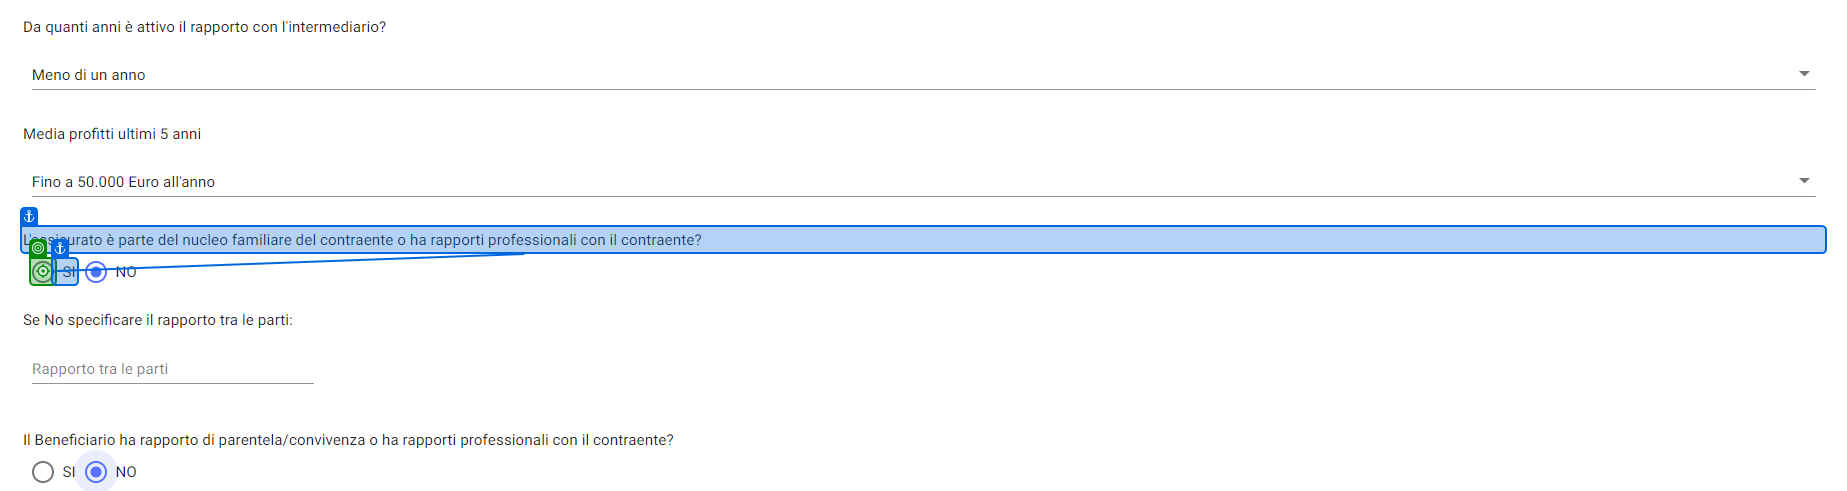 Da quanti anni è attivo il rapporto con l'intermediario?
Meno di un anno
Media profitti ultimi 5 anni
Fino a 50.000 Euro all'anno
L'assicurato è parte del nucleo familiare del contraente o ha rapporti professionali con il contraente?
SI NO
Se No specificare il rapporto tra le parti:
Rapporto tra le parti
Il Beneficiario ha rapporto di parentela/convivenza o ha rapporti professionali con il contraente?
SI NO